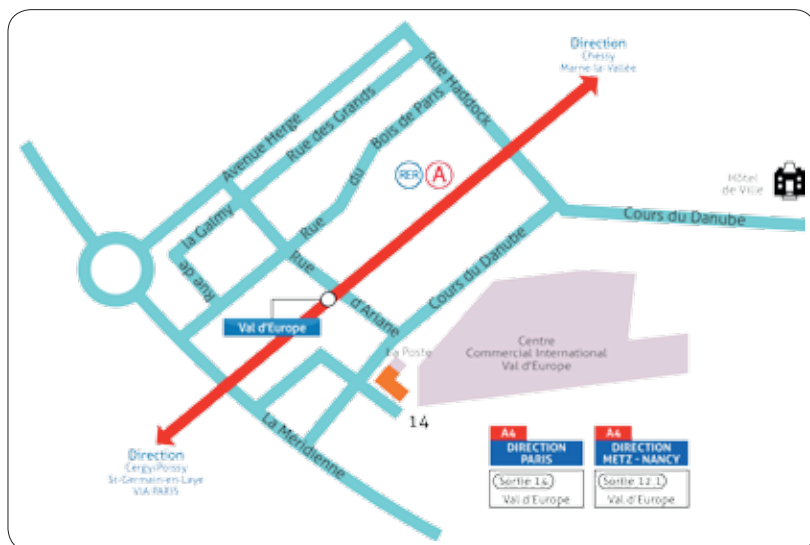 Direction
Chessy
Marne-la-Vallée
Avenue Herge
Rue des Grands
Rue Haddock
Bois de Paris
du
Rue
RER
A
Hôtel
de Ville
la Galmy
Rue de
Cours du Danube
Cours du Danube
Rue
d'Ariane
Val d'Europe
La Poste
Centre
Commercial International
Val d'Europe
14
La Méridienne
Direction
Cergy/Poissy
St-Germain-en-Laye
VIA PARIS
A4
DIRECTION
PARIS
Sortie 14
Val d'Europe
A4
DIRECTION
METZ - NANCY
Sortie 12.1
Val d'Europe